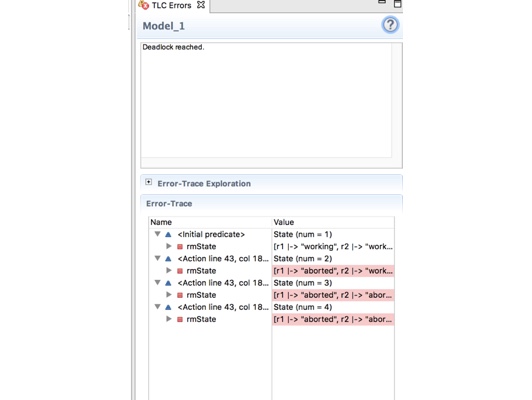 TLC Errors
Model_1
Deadlock reached.
Error-Trace Exploration
Error-Trace
Name Value
<Initial predicate> State (num = 1)
rmState [r1 |-> "working", r2 |-> "work...
<Action line 43, col 18... State (num = 2)
rmState [r1 |-> "aborted", r2 |-> "work...
<Action line 43, col 18... State (num = 3)
rmState [r1 |-> "aborted", r2 |-> "abor...
<Action line 43, col 18... State (num = 4)
rmState [r1 |-> "aborted", r2 |-> "abor...